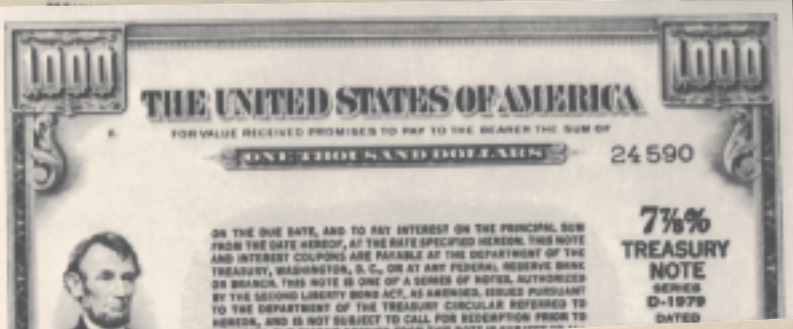 1000
1000
THE UNITED STATES OF AMERICA
FOR VALUE RECEIVED PROMISES TO PAY TO THE BEARER THE SUM OF
ONE THOUSAND DOLLARS
24590
ON THE DUE DATE, AND TO PAY INTEREST ON THE PRINCIPAL SUM
FROM THE DATE HEREOF, AT THE RATE SPECIFIED HEREON. THIS NOTE
AND INTEREST COUPONS ARE PAYABLE AT THE DEPARTMENT OF THE
TREASURY, WASHINGTON, D. C., OR AT ANY FEDERAL RESERVE BANK
OR BRANCH. THIS NOTE IS ONE OF A SERIES OF NOTES, AUTHORIZED
BY THE SECOND LIBERTY BOND ACT, AS AMENDED, ISSUED PURSUANT
TO THE DEPARTMENT OF THE TREASURY CIRCULAR REFERRED TO
HEREON, AND IS NOT SUBJECT TO CALL FOR REDEMPTION PRIOR TO
7⅞%
TREASURY
NOTE
SERIES
D-1979
DATED